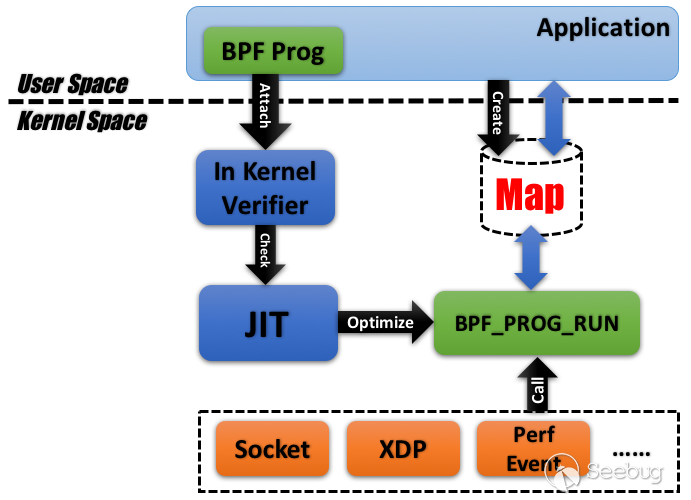 Application
BPF Prog
User Space
Kernel Space
Attach
Create
In Kernel
Verifier
Map
Check
JIT
Optimize
BPF_PROG_RUN
Call
Socket
XDP
Perf
Event
......
Seebug